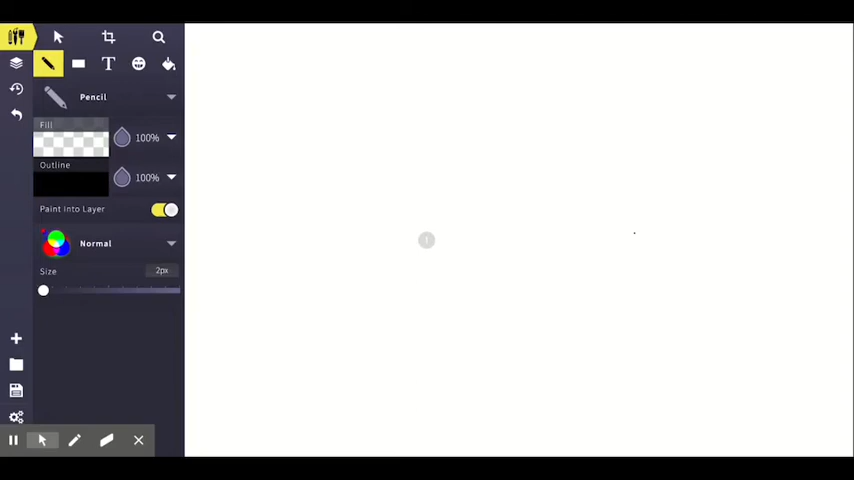 T
Pencil
Fill
100%
Outline
100%
Paint Into Layer
Normal
Size
2px